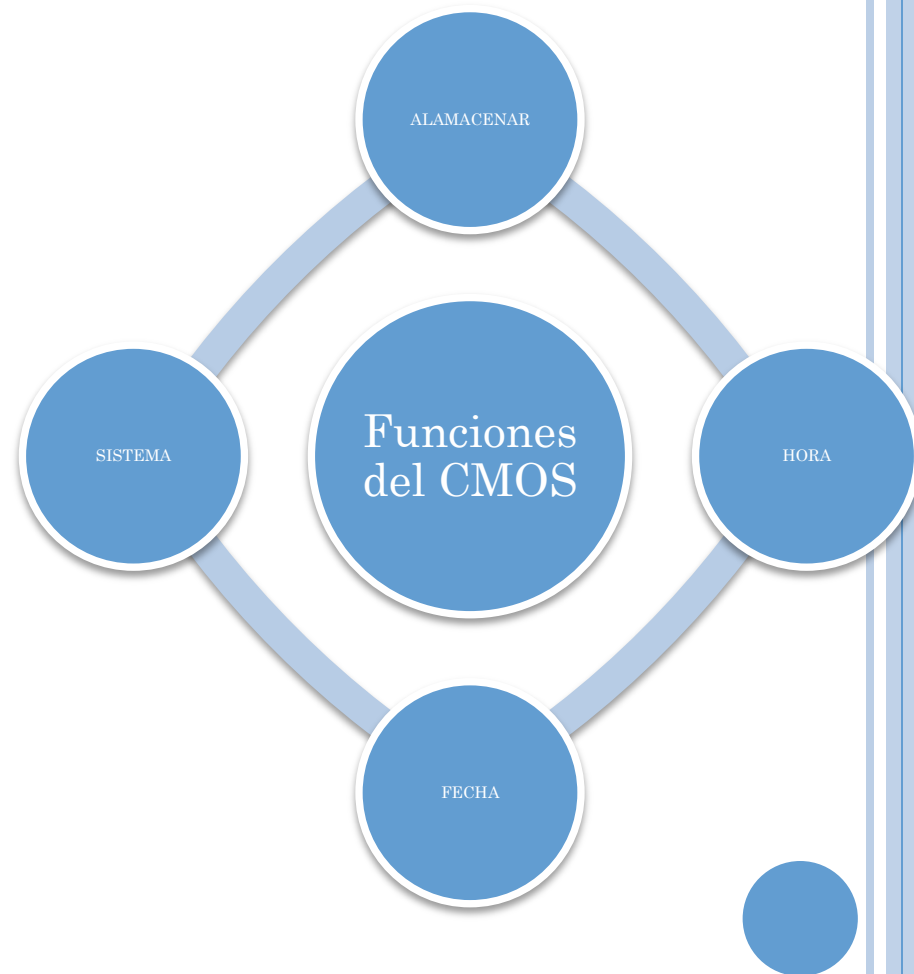 ALAMACENAR
SISTEMA
Funciones
del CMOS
HORA
FECHA